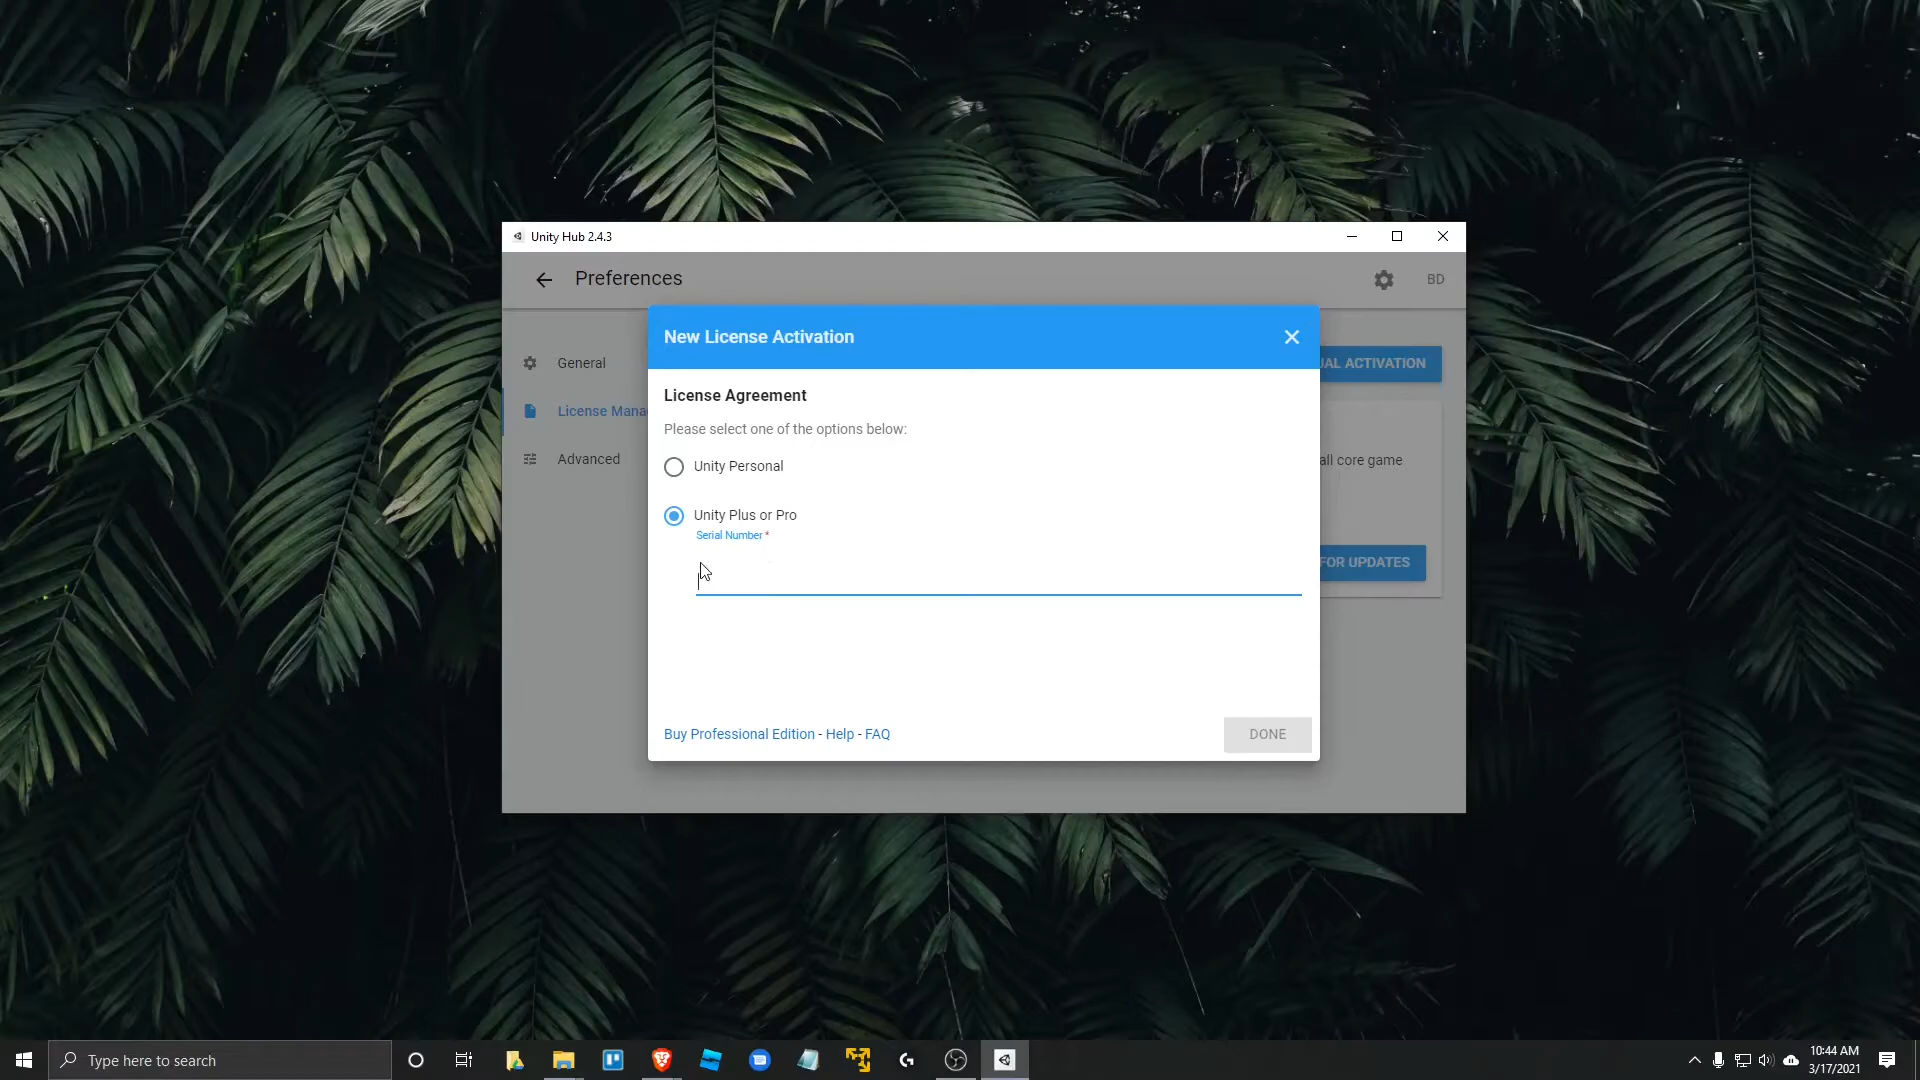 Unity Hub 2.4.3
Preferences
BD
New License Activation
General
UAL ACTIVATION
License Agreement
License Mana
Please select one of the options below:
Advanced
Unity Personal
all core game
Unity Plus or Pro
Serial Number *
FOR UPDATES
Buy Professional Edition - Help - FAQ
DONE
Type here to search
10:44 AM
3/17/2021